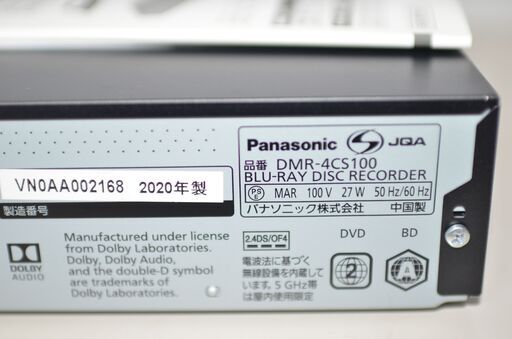 Panasonic S JQA
品番 DMR-4CS100
BLU-RAY DISC RECORDER
PS E MAR 100V 27W 50Hz/60Hz
パナソニック株式会社 中国製
VN0AA002168 2020年製
製造番号
DOLBY
AUDIO
Manufactured under license
from Dolby Laboratories.
Dolby, Dolby Audio,
and the double-D symbol
are trademarks of
Dolby Laboratories.
2.4DS/OF4
電波法に基づく
無線設備を内蔵して
います。5 GHz帯
は屋内使用限定
DVD
2
BD
A